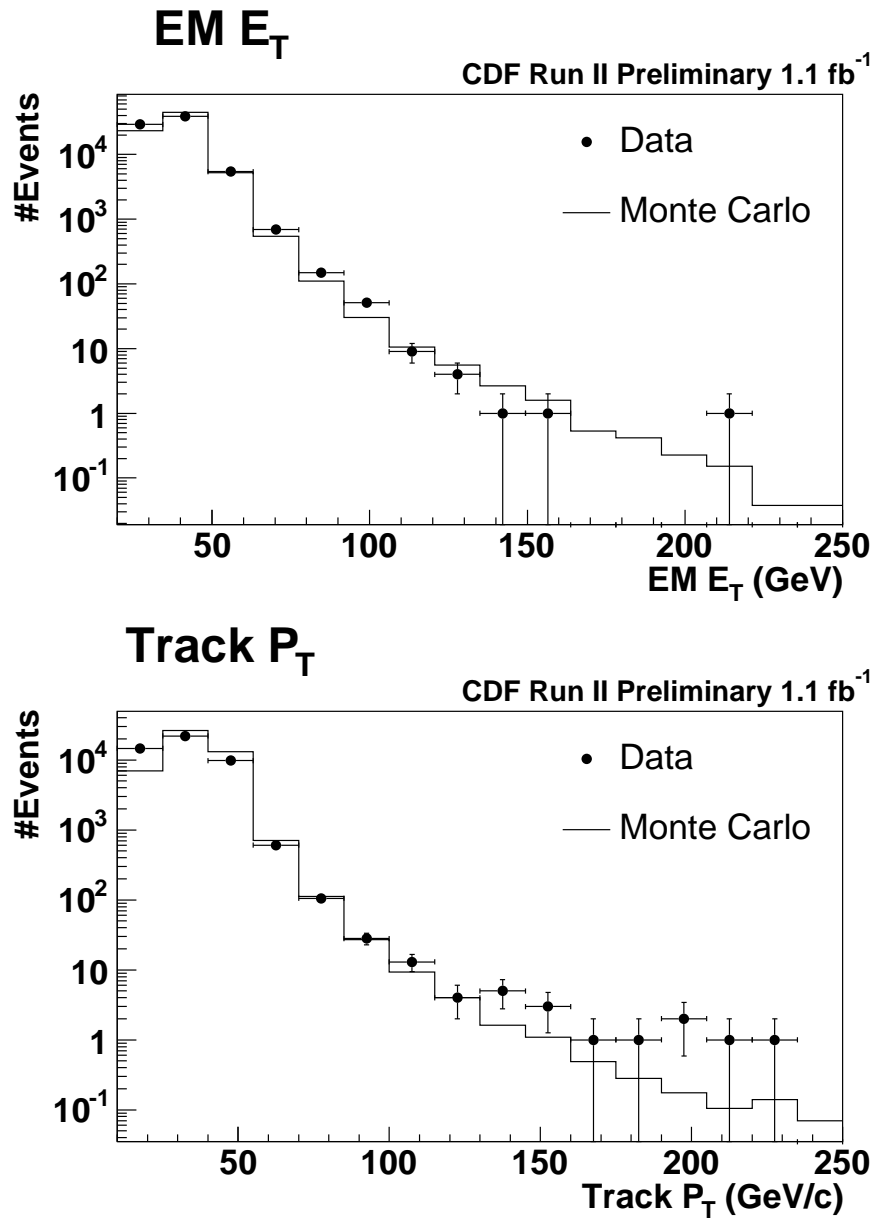 EM E_T
CDF Run II Preliminary 1.1 fb^-1
#Events
Data
Monte Carlo
10^4
10^3
10^2
10
1
10^-1
50 100 150 200 250
EM E_T (GeV)
Track P_T
CDF Run II Preliminary 1.1 fb^-1
#Events
Data
Monte Carlo
10^4
10^3
10^2
10
1
10^-1
50 100 150 200 250
Track P_T (GeV/c)